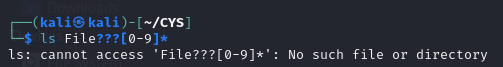 ┌──(kali㉿kali)-[~/CYS]
└─$ ls File???[0-9]*
ls: cannot access 'File???[0-9]*': No such file or directory